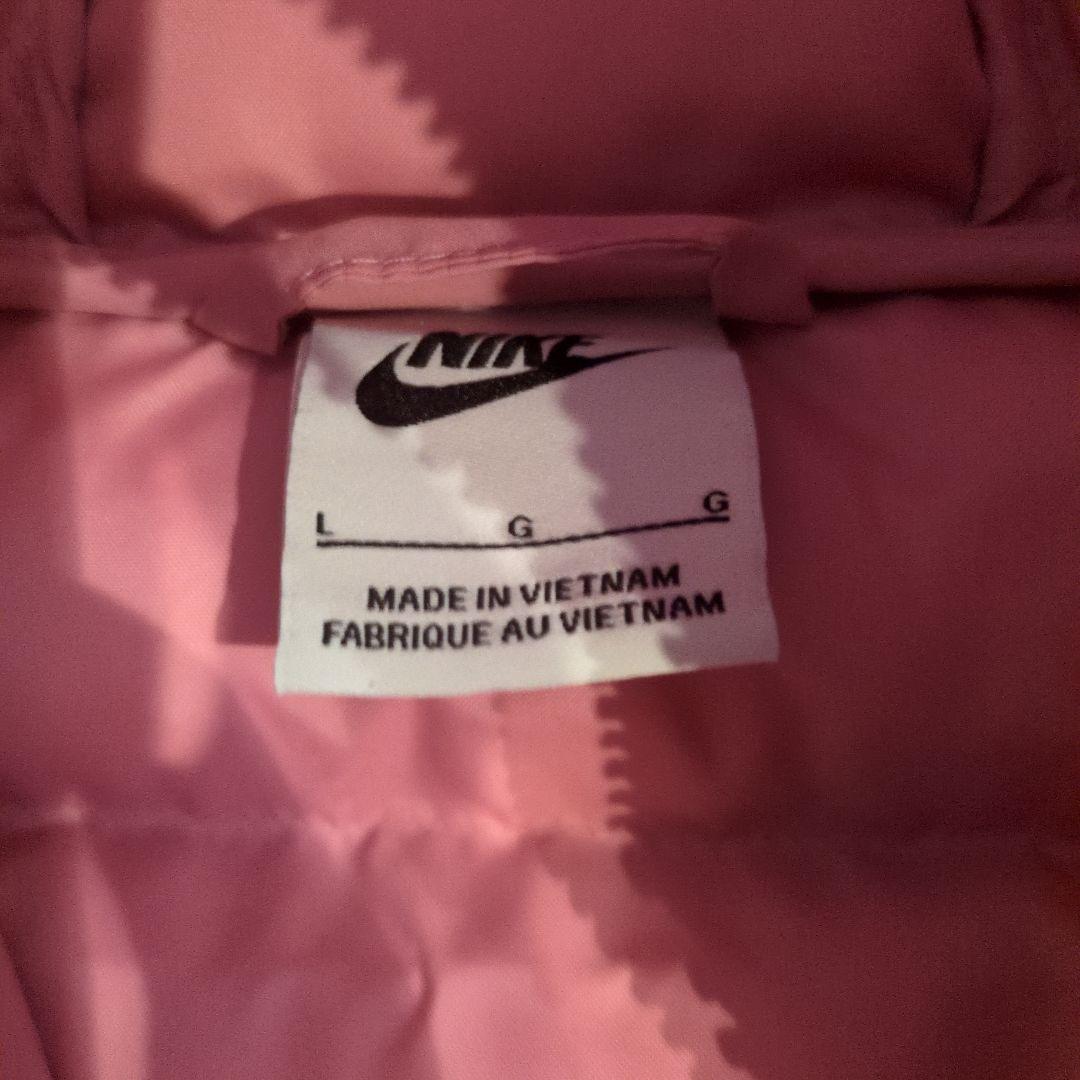 NIKE
L G G
MADE IN VIETNAM
FABRIQUE AU VIETNAM